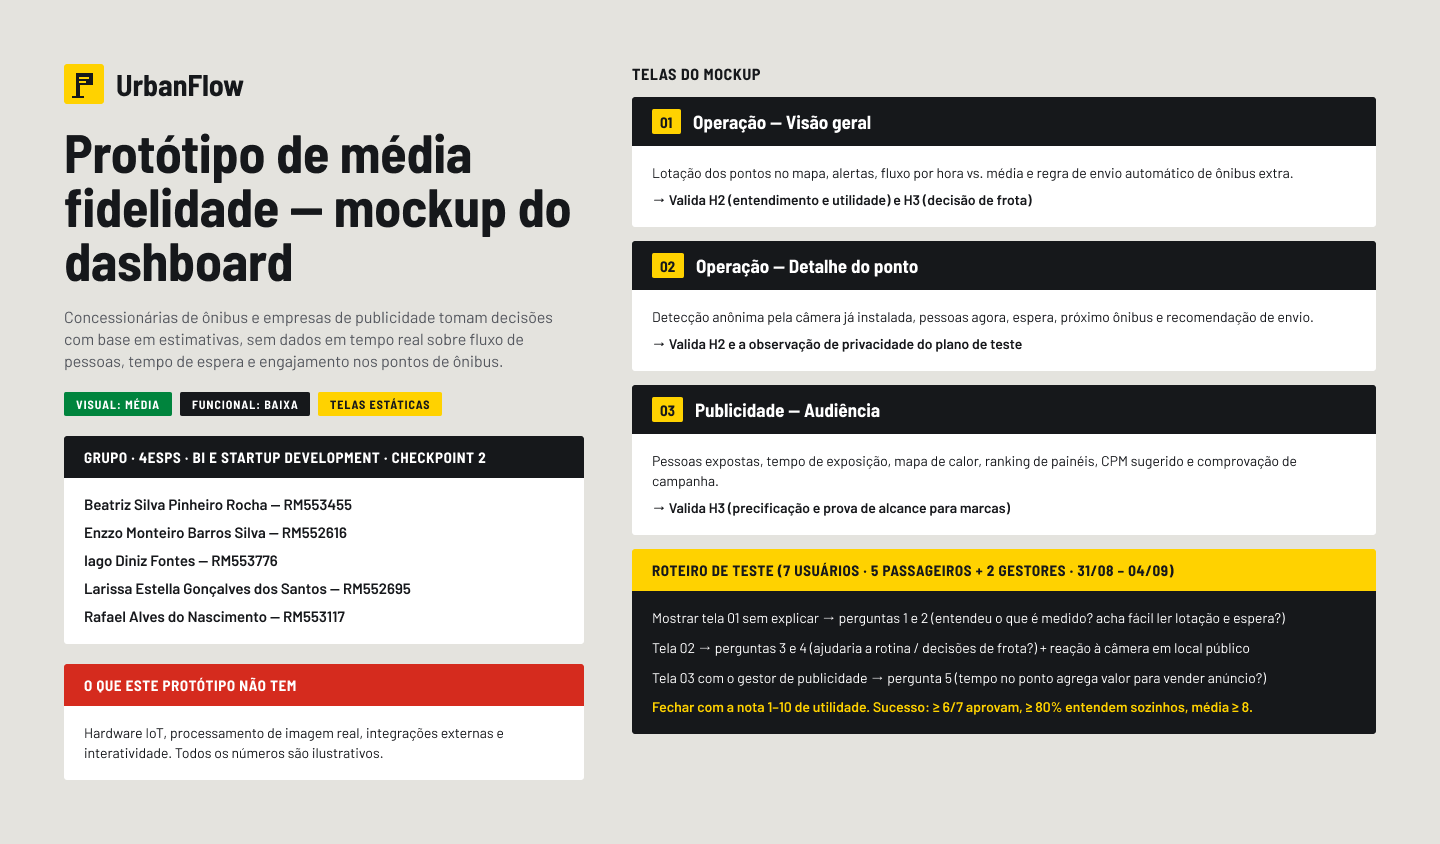 UrbanFlow
Protótipo de média
fidelidade — mockup do
dashboard
Concessionárias de ônibus e empresas de publicidade tomam decisões
com base em estimativas, sem dados em tempo real sobre fluxo de
pessoas, tempo de espera e engajamento nos pontos de ônibus.
VISUAL: MÉDIA
FUNCIONAL: BAIXA
TELAS ESTÁTICAS
GRUPO · 4ESPS · BI E STARTUP DEVELOPMENT · CHECKPOINT 2
Beatriz Silva Pinheiro Rocha — RM553455
Enzzo Monteiro Barros Silva — RM552616
Iago Diniz Fontes — RM553776
Larissa Estella Gonçalves dos Santos — RM552695
Rafael Alves do Nascimento — RM553117
O QUE ESTE PROTÓTIPO NÃO TEM
Hardware IoT, processamento de imagem real, integrações externas e
interatividade. Todos os números são ilustrativos.
TELAS DO MOCKUP
01 Operação — Visão geral
Lotação dos pontos no mapa, alertas, fluxo por hora vs. média e regra de envio automático de ônibus extra.
→ Valida H2 (entendimento e utilidade) e H3 (decisão de frota)
02 Operação — Detalhe do ponto
Detecção anônima pela câmera já instalada, pessoas agora, espera, próximo ônibus e recomendação de envio.
→ Valida H2 e a observação de privacidade do plano de teste
03 Publicidade — Audiência
Pessoas expostas, tempo de exposição, mapa de calor, ranking de painéis, CPM sugerido e comprovação de
campanha.
→ Valida H3 (precificação e prova de alcance para marcas)
ROTEIRO DE TESTE (7 USUÁRIOS · 5 PASSAGEIROS + 2 GESTORES · 31/08 – 04/09)
Mostrar tela 01 sem explicar → perguntas 1 e 2 (entendeu o que é medido? acha fácil ler lotação e espera?)
Tela 02 → perguntas 3 e 4 (ajudaria a rotina / decisões de frota?) + reação à câmera em local público
Tela 03 com o gestor de publicidade → pergunta 5 (tempo no ponto agrega valor para vender anúncio?)
Fechar com a nota 1–10 de utilidade. Sucesso: ≥ 6/7 aprovam, ≥ 80% entendem sozinhos, média ≥ 8.